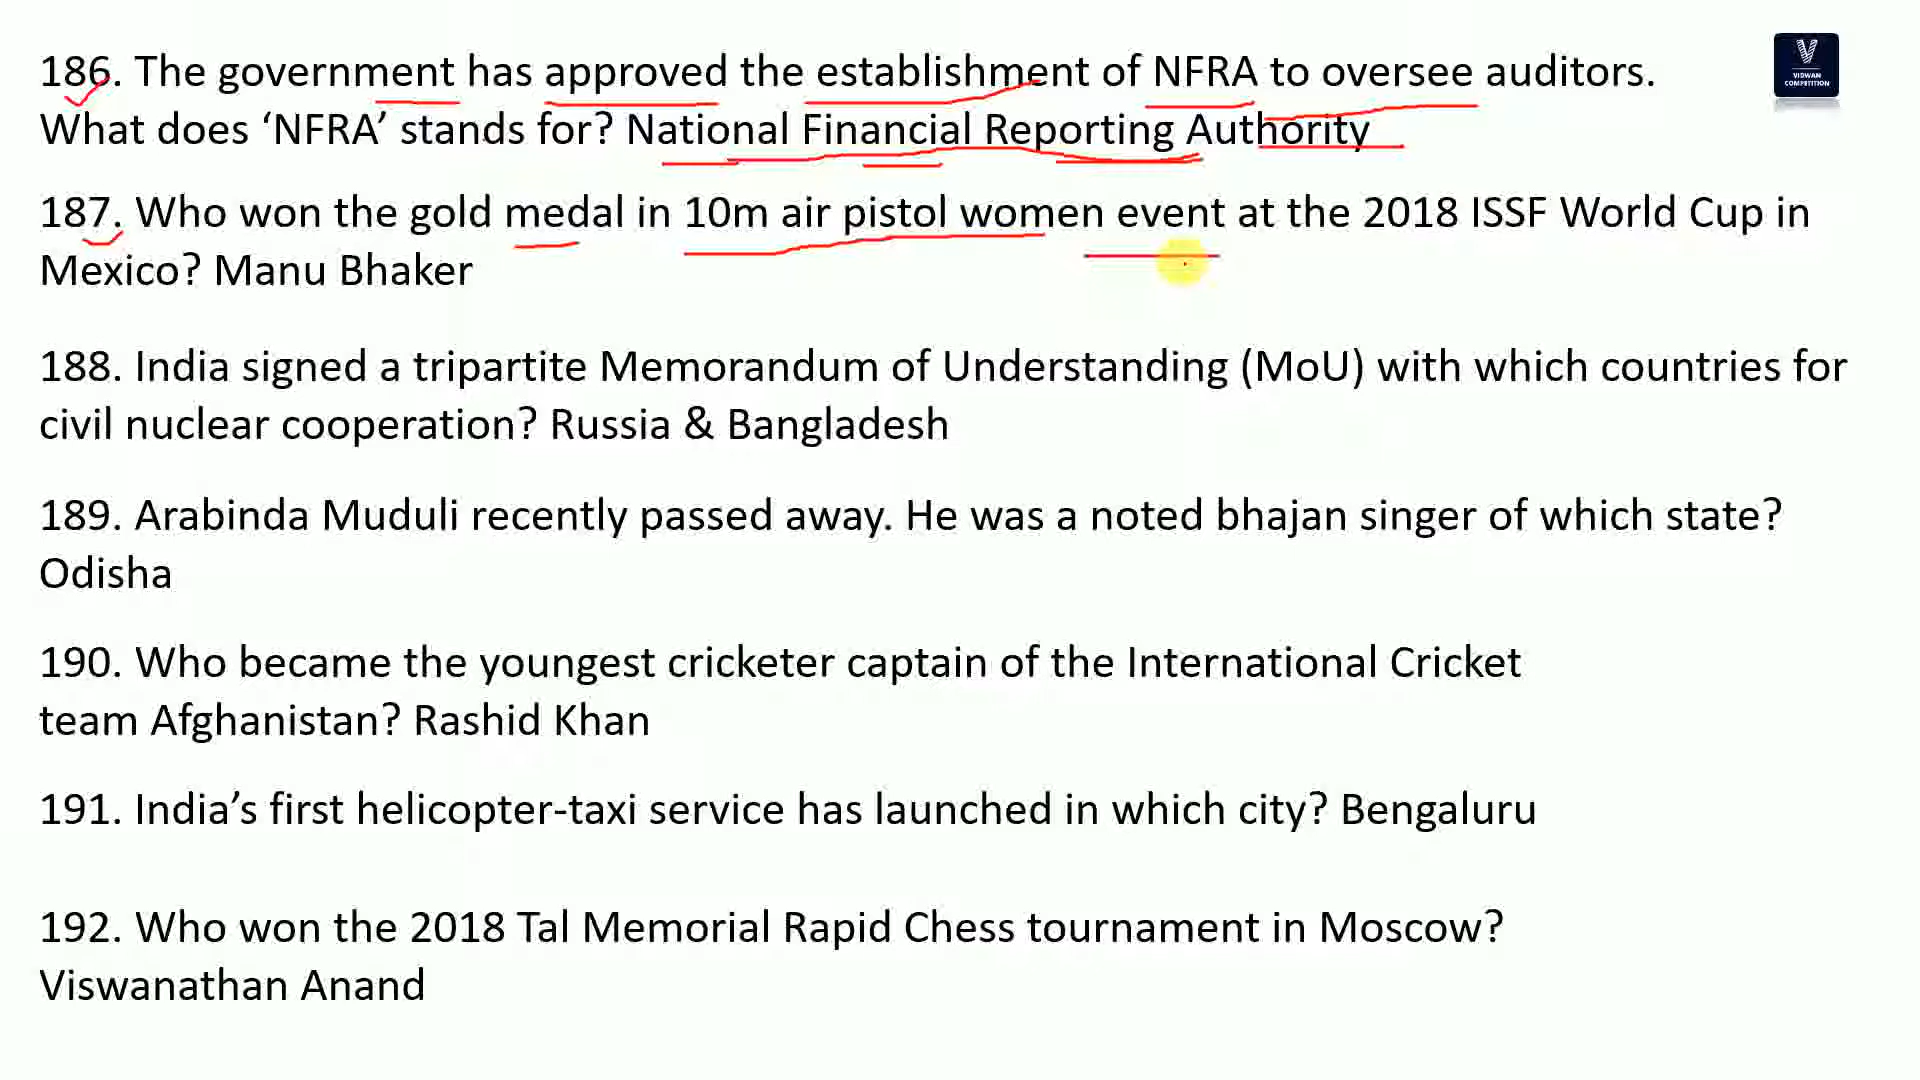 186. The government has approved the establishment of NFRA to oversee auditors.
What does ‘NFRA’ stands for? National Financial Reporting Authority
187. Who won the gold medal in 10m air pistol women event at the 2018 ISSF World Cup in
Mexico? Manu Bhaker
188. India signed a tripartite Memorandum of Understanding (MoU) with which countries for
civil nuclear cooperation? Russia & Bangladesh
189. Arabinda Muduli recently passed away. He was a noted bhajan singer of which state?
Odisha
190. Who became the youngest cricketer captain of the International Cricket
team Afghanistan? Rashid Khan
191. India’s first helicopter-taxi service has launched in which city? Bengaluru
192. Who won the 2018 Tal Memorial Rapid Chess tournament in Moscow?
Viswanathan Anand
V
VIDWAN
COMPETITION